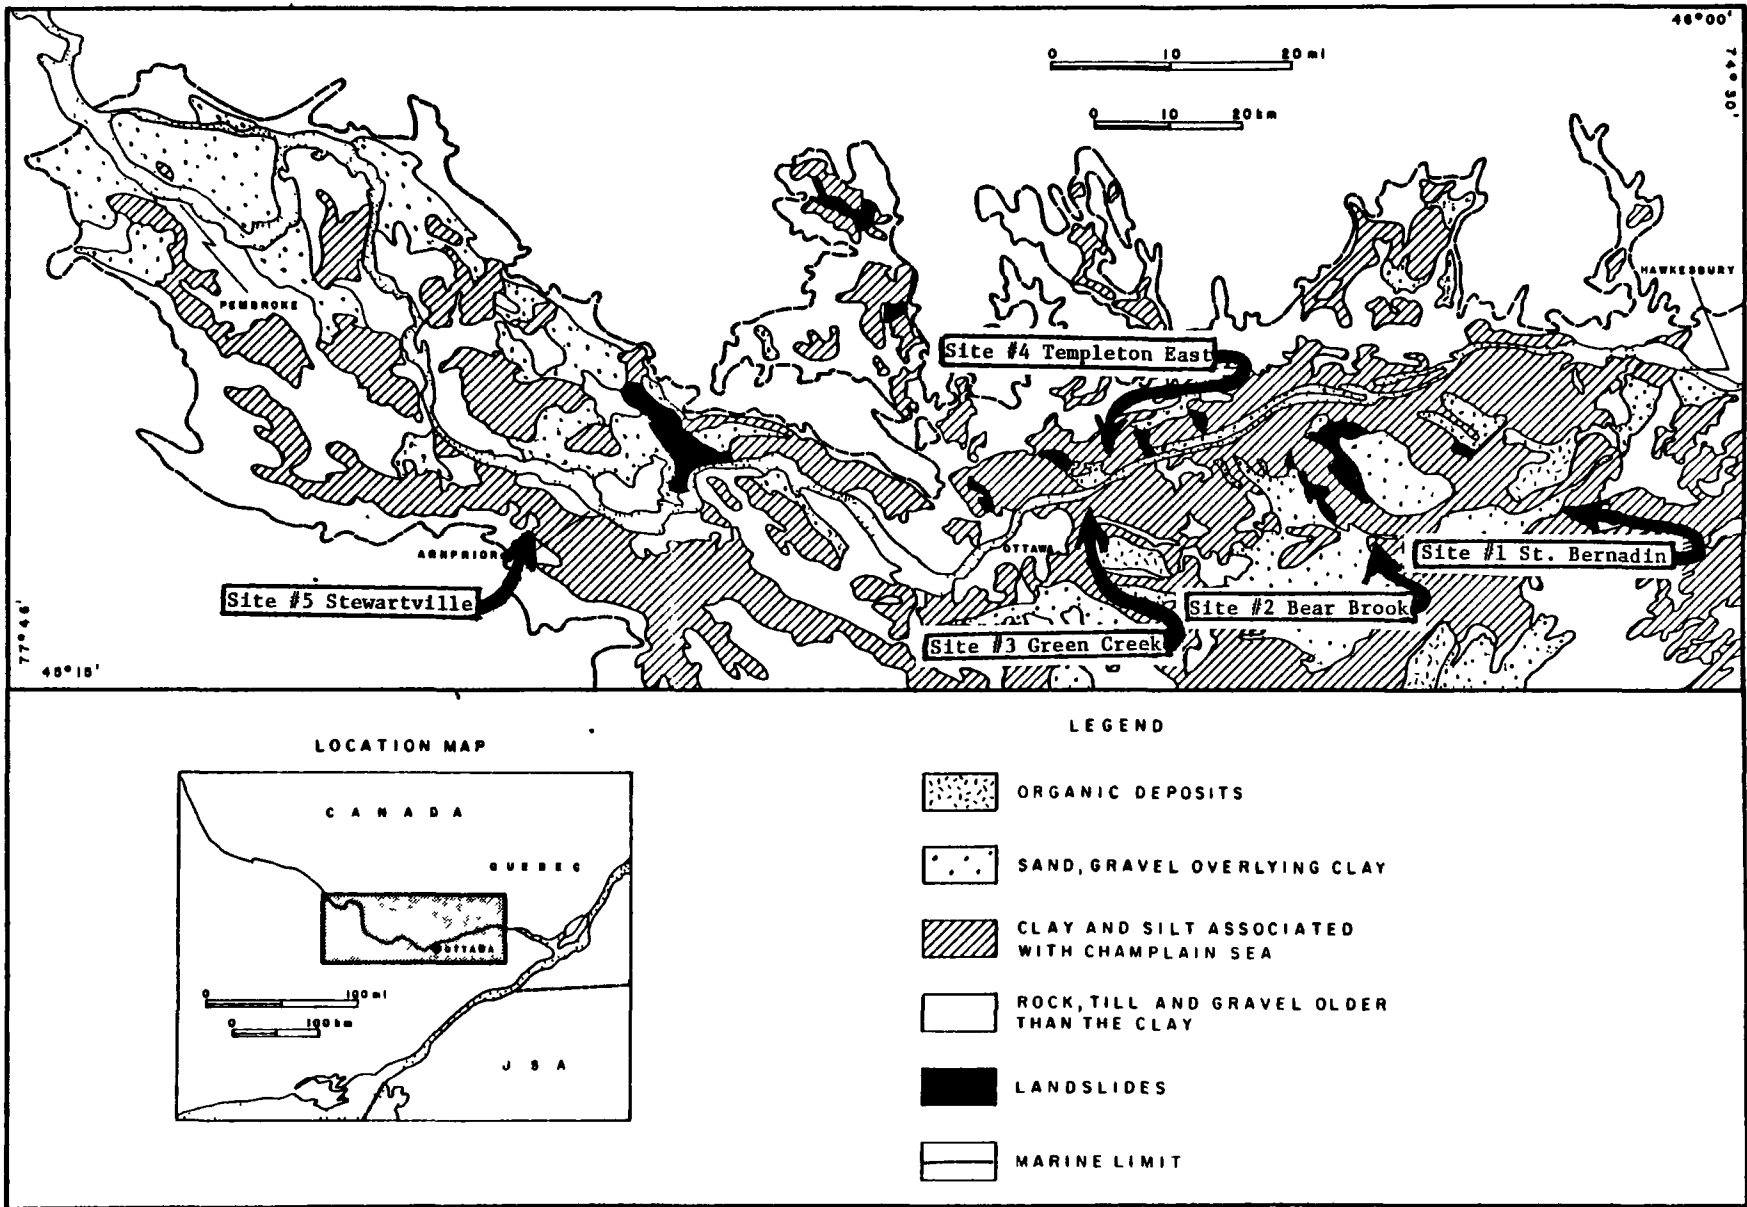 46°00'
74°30'
0 10 20 mi
0 10 20 km
HAWKESBURY
PEMBROKE
Site #4 Templeton East
ARNPRIOR
OTTAWA
Site #1 St. Bernadin
Site #5 Stewartville
Site #2 Bear Brook
Site #3 Green Creek
77°46'
45°15'
LOCATION MAP
CANADA
QUEBEC
OTTAWA
0 100 mi
0 100 km
JSA
LEGEND
ORGANIC DEPOSITS
SAND, GRAVEL OVERLYING CLAY
CLAY AND SILT ASSOCIATED
WITH CHAMPLAIN SEA
ROCK, TILL AND GRAVEL OLDER
THAN THE CLAY
LANDSLIDES
MARINE LIMIT